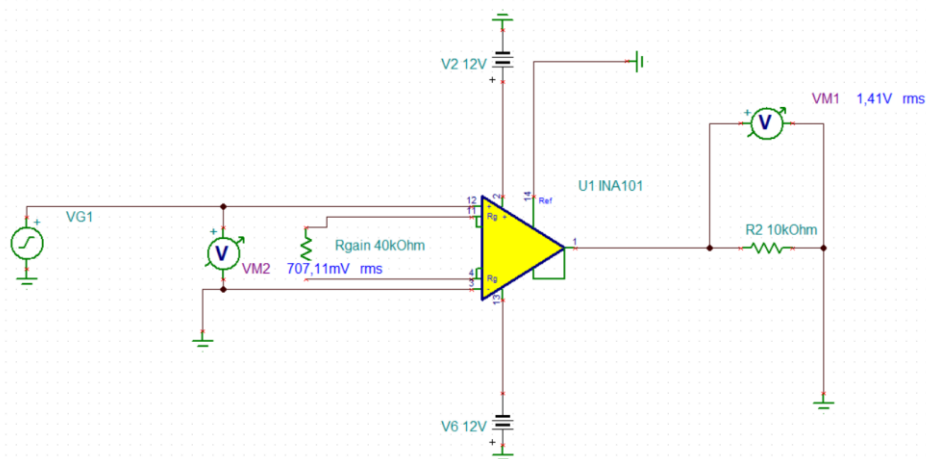 V2 12V
+
+
VM1 1,41V rms
U1 INA101
14
Ref
2
12
+
11
Rg
+
VG1
+
+
Rgain 40kOhm
R2 10kOhm
V
V
VM2
707,11mV rms
1
4
Rg
3
-
13
V6 12V
+